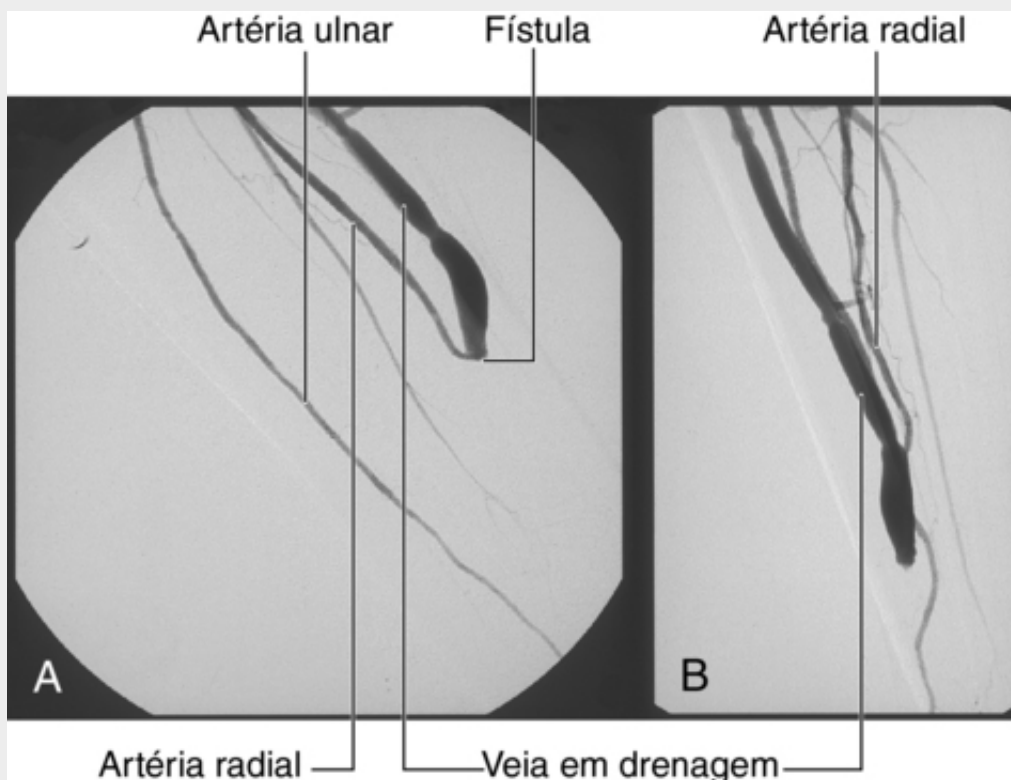 Artéria ulnar
Fístula
Artéria radial
A
B
Artéria radial
Veia em drenagem